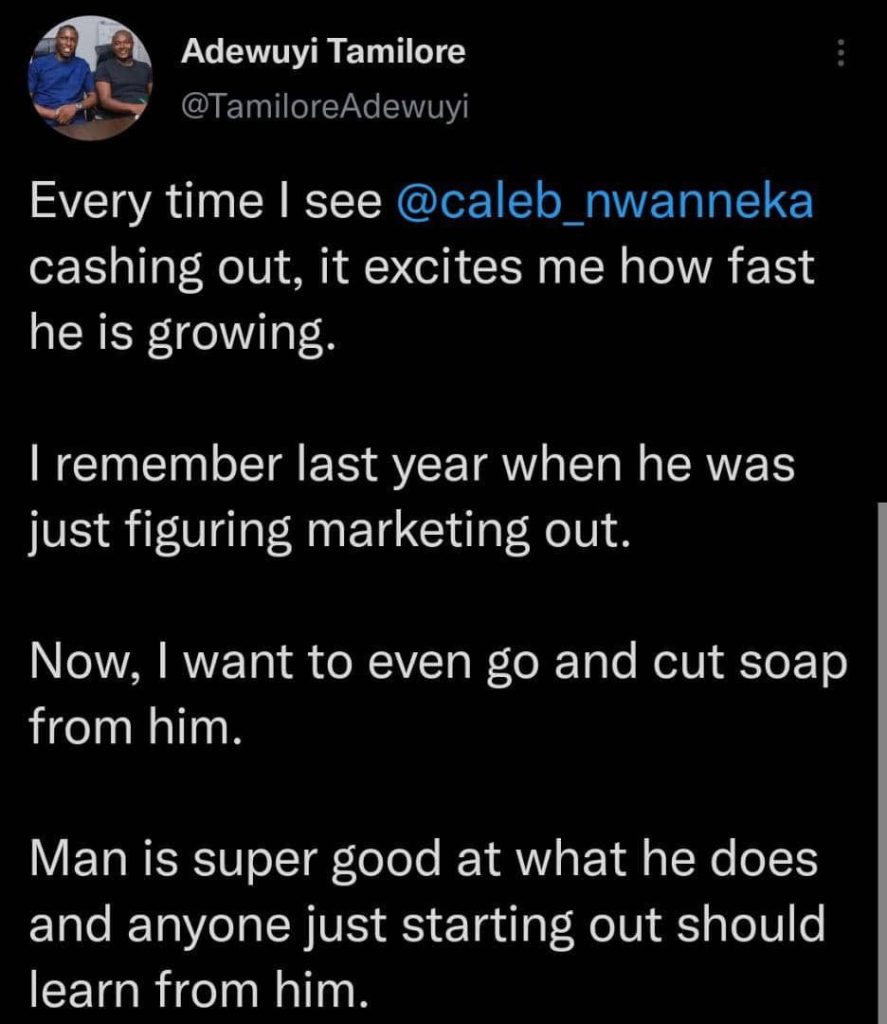 Adewuyi Tamilore
@TamiloreAdewuyi
Every time I see @caleb_nwanneka
cashing out, it excites me how fast
he is growing.
I remember last year when he was
just figuring marketing out.
Now, I want to even go and cut soap
from him.
Man is super good at what he does
and anyone just starting out should
learn from him.